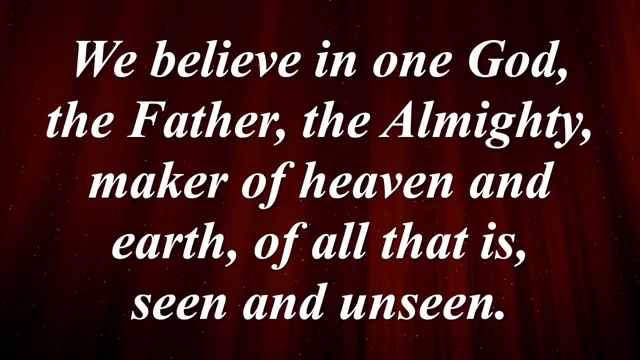 We believe in one God,
the Father, the Almighty,
maker of heaven and
earth, of all that is,
seen and unseen.